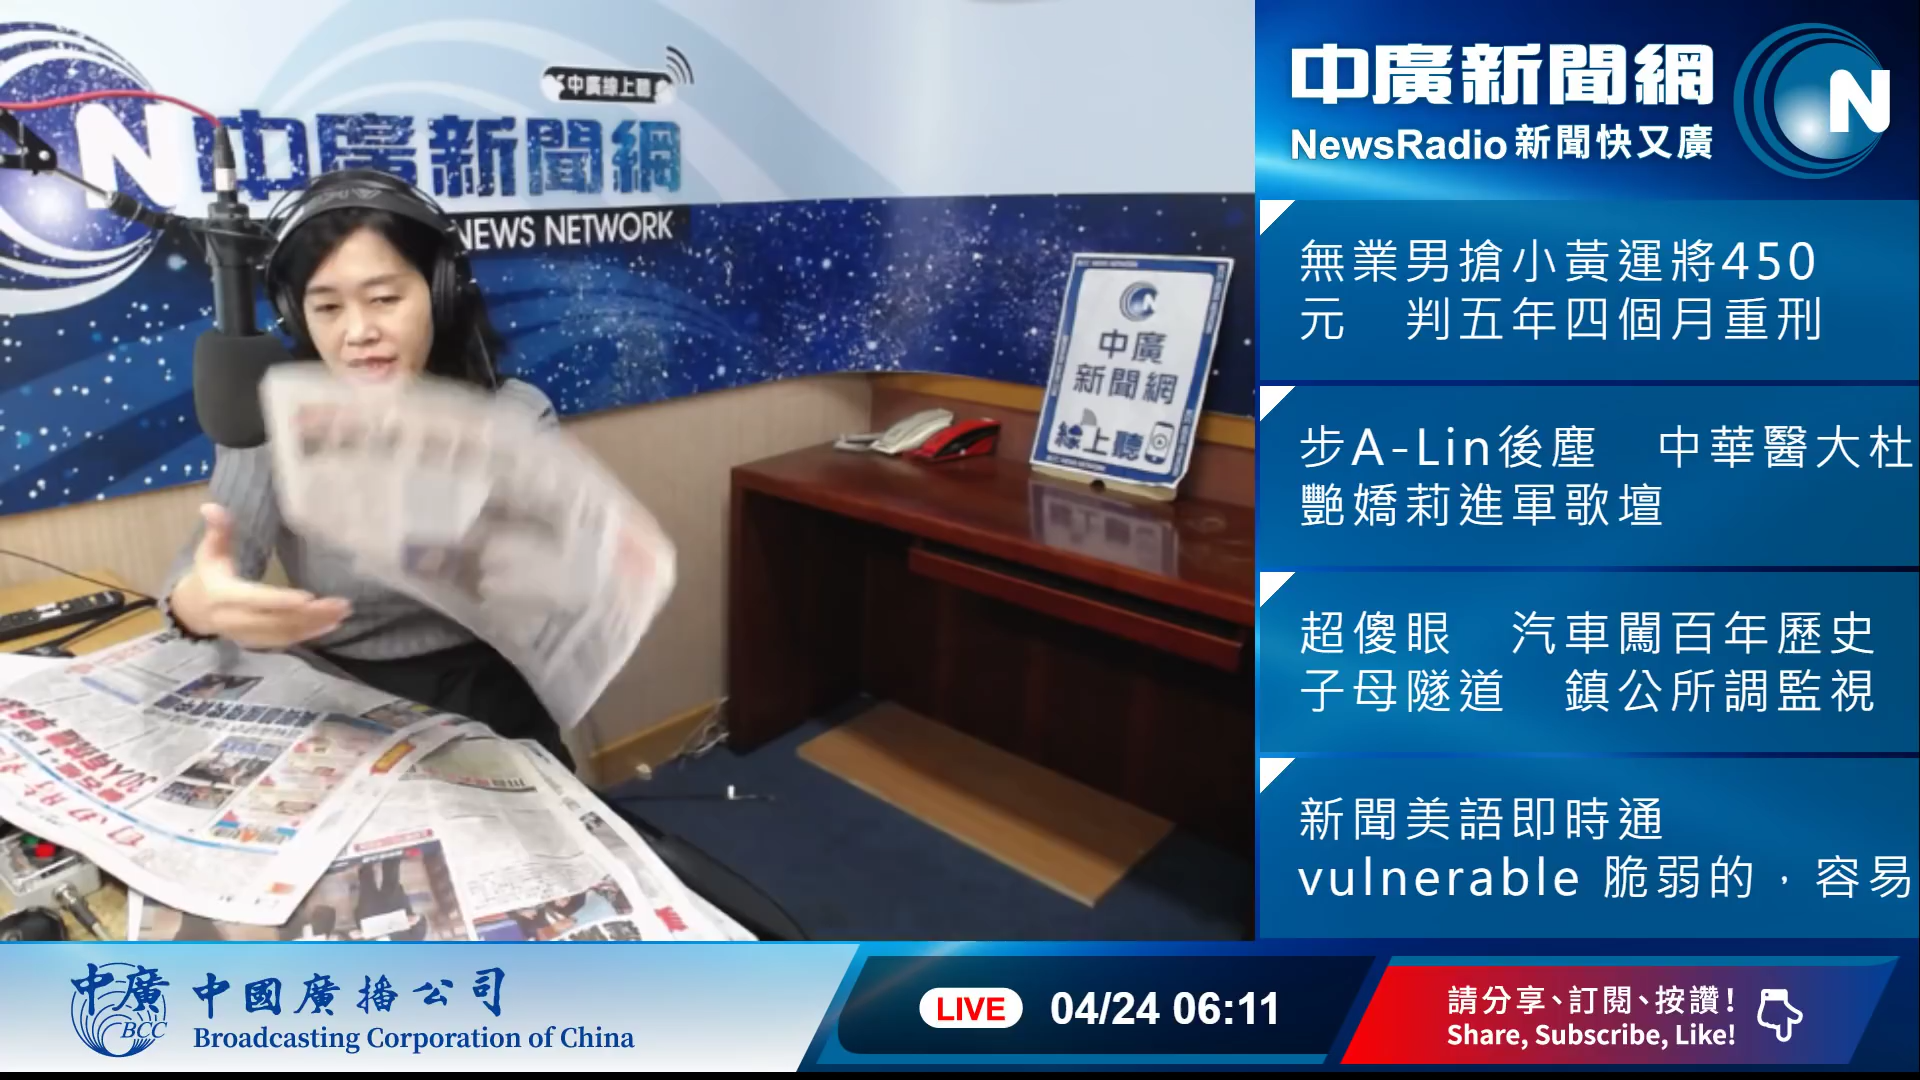 中廣線上聽
中廣新聞網
NEWS NETWORK
中廣
新聞網
線上聽
中廣新聞網
NewsRadio 新聞快又廣
N
無業男搶小黃運將450
元　判五年四個月重刑
步A-Lin後塵　中華醫大杜
艷嬌莉進軍歌壇
超傻眼　汽車闖百年歷史
子母隧道　鎮公所調監視
新聞美語即時通
vulnerable 脆弱的，容易
中廣
BCC
中國廣播公司
Broadcasting Corporation of China
LIVE
04/24 06:11
請分享、訂閱、按讚！
Share, Subscribe, Like!